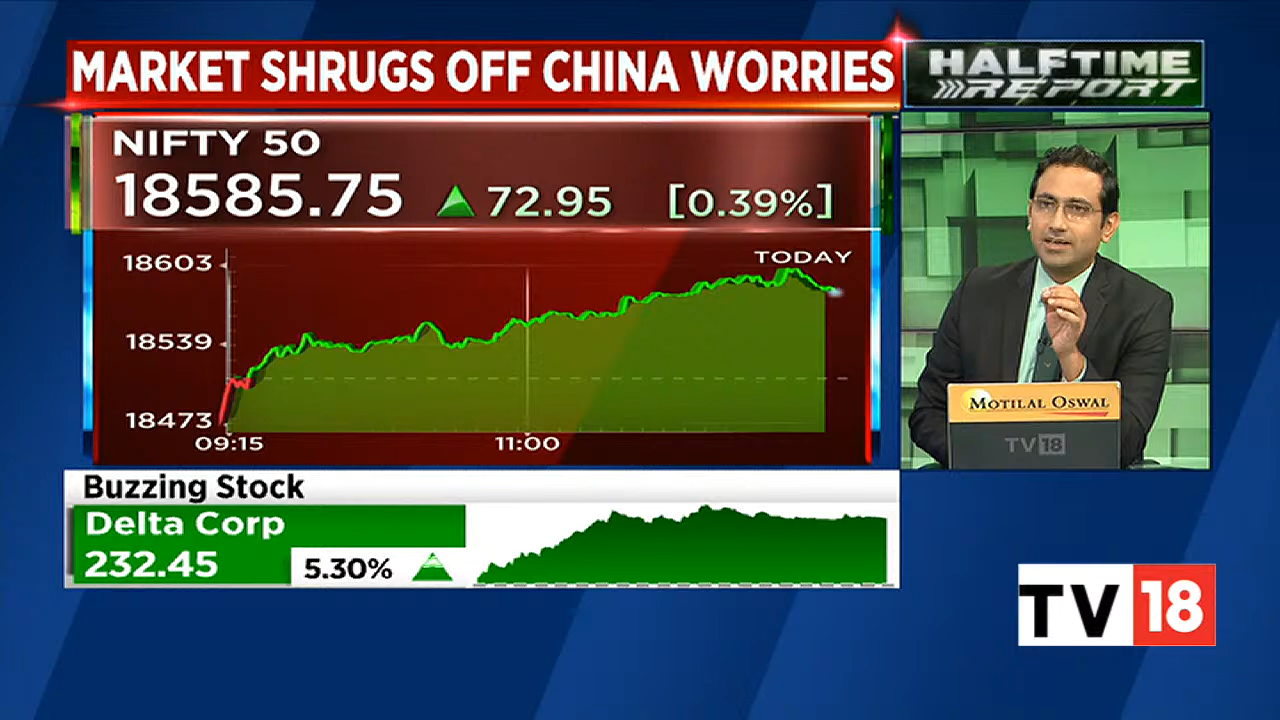 MARKET SHRUGS OFF CHINA WORRIES
HALFTIME
REPORT
NIFTY 50
18585.75 72.95 [0.39%]
TODAY
18603
18539
18473
09:15 11:00
MOTILAL OSWAL
TV18
Buzzing Stock
Delta Corp
232.45 5.30%
TV18